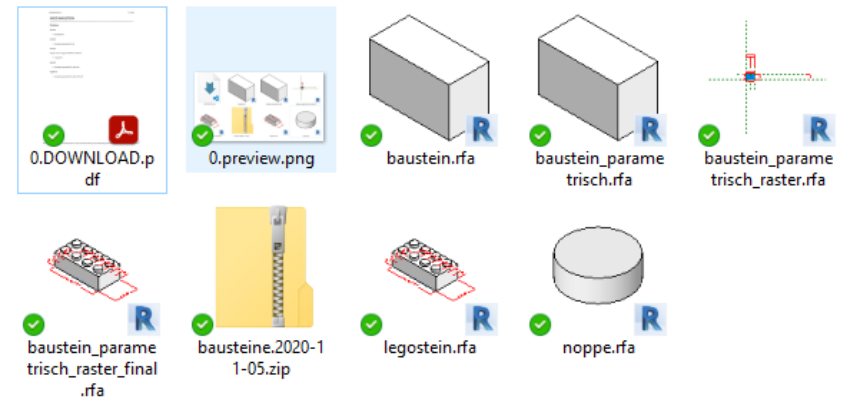 0.DOWNLOAD.p
df
0.preview.png
baustein.rfa
baustein_parame
trisch.rfa
baustein_parame
trisch_raster.rfa
baustein_parame
trisch_raster_final
.rfa
bausteine.2020-1
1-05.zip
legostein.rfa
noppe.rfa